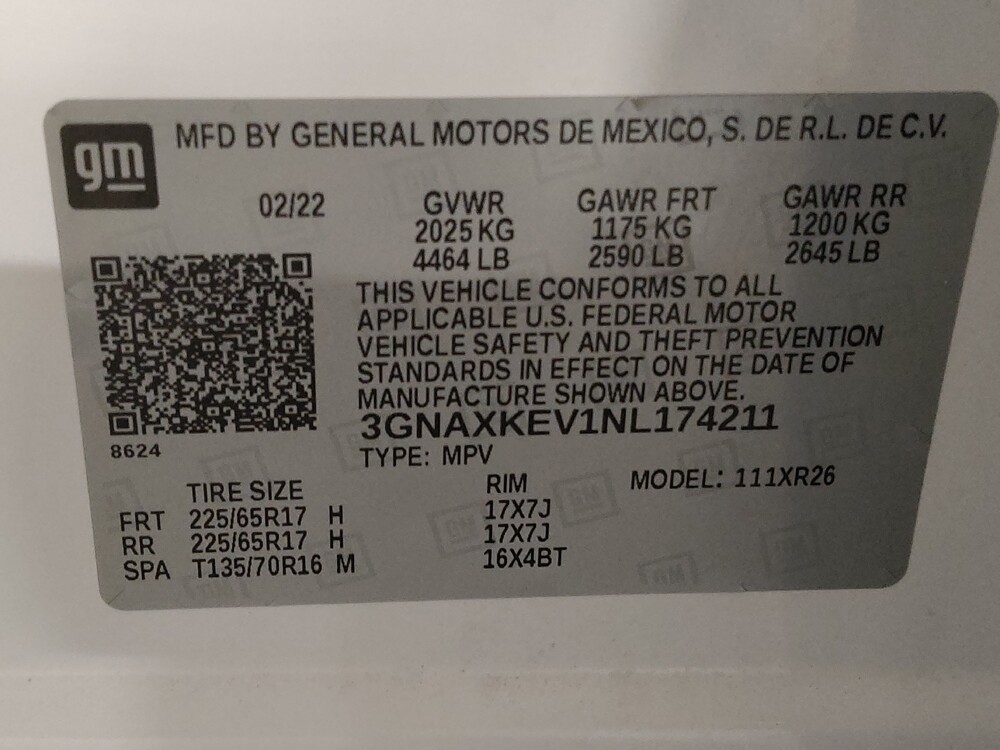 gm
MFD BY GENERAL MOTORS DE MEXICO, S. DE R.L. DE C.V.
02/22 GVWR GAWR FRT GAWR RR
2025 KG 1175 KG 1200 KG
4464 LB 2590 LB 2645 LB
THIS VEHICLE CONFORMS TO ALL
APPLICABLE U.S. FEDERAL MOTOR
VEHICLE SAFETY AND THEFT PREVENTION
STANDARDS IN EFFECT ON THE DATE OF
MANUFACTURE SHOWN ABOVE.
3GNAXKEV1NL174211
8624
TYPE: MPV
TIRE SIZE RIM MODEL: 111XR26
FRT 225/65R17 H 17X7J
RR 225/65R17 H 17X7J
SPA T135/70R16 M 16X4BT